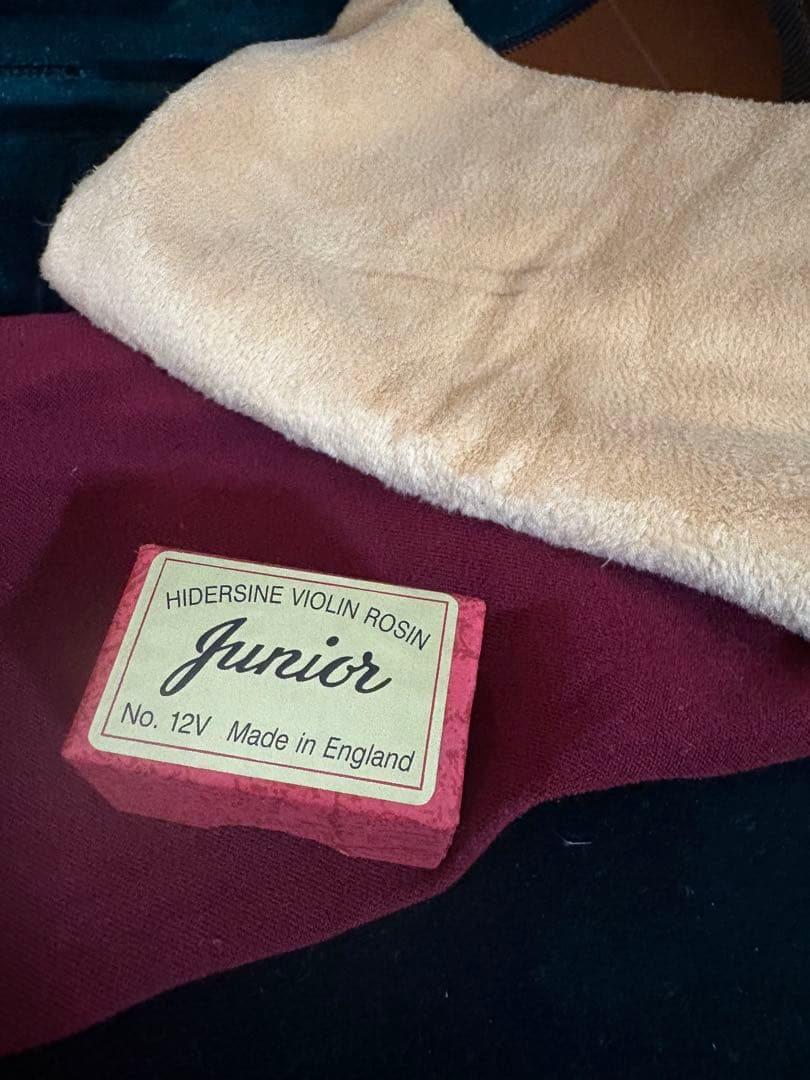 HIDERSINE VIOLIN ROSIN
Junior
No. 12V Made in England